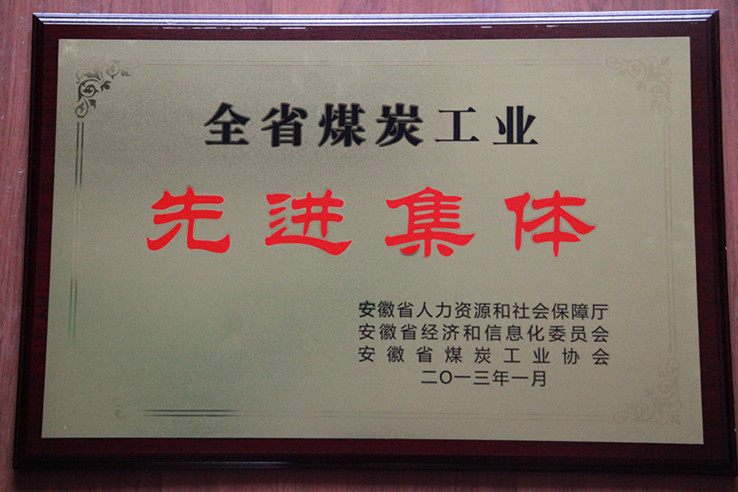 全省煤炭工业
先进集体
安徽省人力资源和社会保障厅
安徽省经济和信息化委员会
安徽省煤炭工业协会
二〇一三年一月